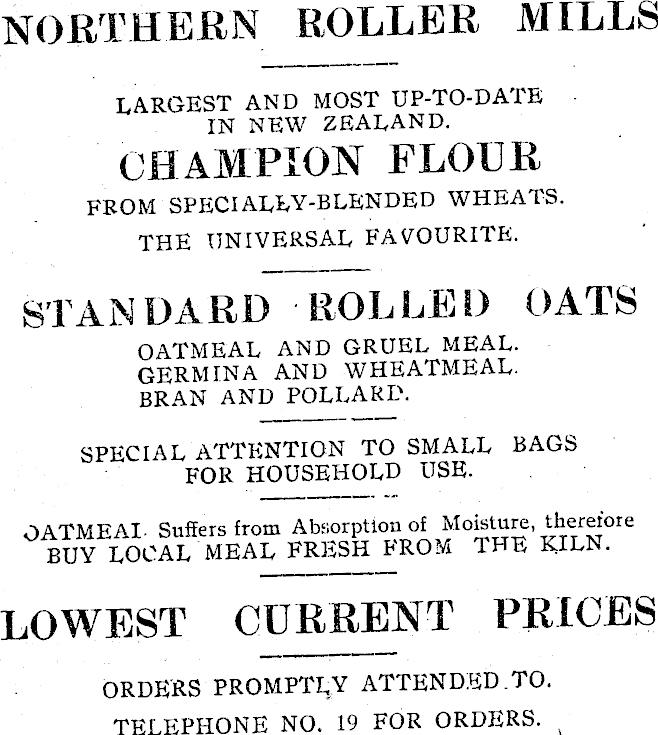 NORTHERN ROLLER MILLS
LARGEST AND MOST UP-TO-DATE
IN NEW ZEALAND.
CHAMPION FLOUR
FROM SPECIALLY-BLENDED WHEATS.
THE UNIVERSAL FAVOURITE.
STANDARD ROLLED OATS
OATMEAL AND GRUEL MEAL.
GERMINA AND WHEATMEAL.
BRAN AND POLLARD.
SPECIAL ATTENTION TO SMALL BAGS
FOR HOUSEHOLD USE.
OATMEAL Suffers from Absorption of Moisture, therefore
BUY LOCAL MEAL FRESH FROM THE KILN.
LOWEST CURRENT PRICES
ORDERS PROMPTLY ATTENDED TO.
TELEPHONE NO. 19 FOR ORDERS.